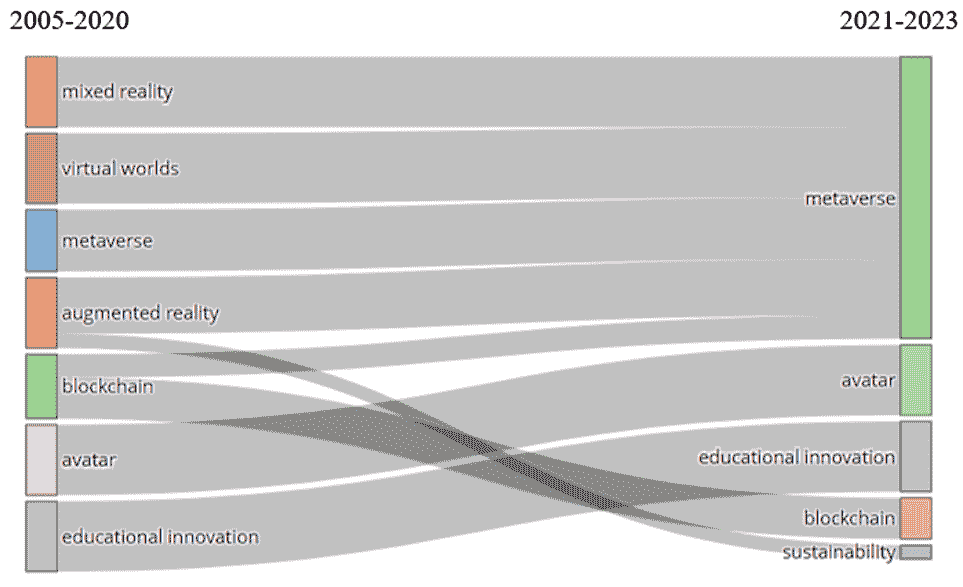 2005-2020
2021-2023
mixed reality
virtual worlds
metaverse
augmented reality
blockchain
avatar
educational innovation
metaverse
avatar
educational innovation
blockchain
sustainability